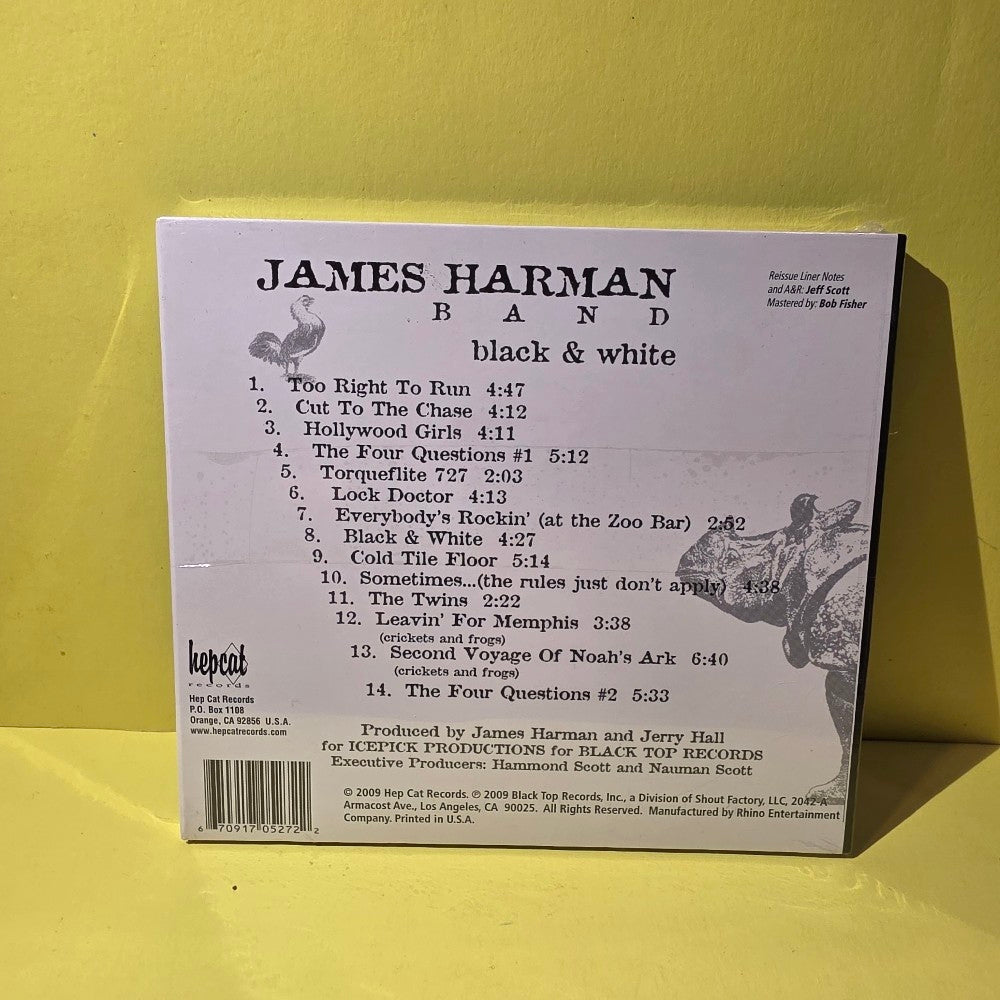 JAMES HARMAN
BAND
black & white
Reissue Liner Notes
and A&R: Jeff Scott
Mastered by: Bob Fisher
1. Too Right To Run 4:47
2. Cut To The Chase 4:12
3. Hollywood Girls 4:11
4. The Four Questions #1 5:12
5. Torqueflite 727 2:03
6. Lock Doctor 4:13
7. Everybody's Rockin' (at the Zoo Bar) 2:52
8. Black & White 4:27
9. Cold Tile Floor 5:14
10. Sometimes...(the rules just don't apply) 4:38
11. The Twins 2:22
12. Leavin' For Memphis 3:38
(crickets and frogs)
13. Second Voyage Of Noah's Ark 6:40
(crickets and frogs)
14. The Four Questions #2 5:33
hepcat
records
Hep Cat Records
P.O. Box 1108
Orange, CA 92856 U.S.A.
www.hepcatrecords.com
Produced by James Harman and Jerry Hall
for ICEPICK PRODUCTIONS for BLACK TOP RECORDS
Executive Producers: Hammond Scott and Nauman Scott
© 2009 Hep Cat Records. ℗ 2009 Black Top Records, Inc., a Division of Shout Factory, LLC, 2042-A
Armacost Ave., Los Angeles, CA 90025. All Rights Reserved. Manufactured by Rhino Entertainment
Company. Printed in U.S.A.
6 70917 05272 2